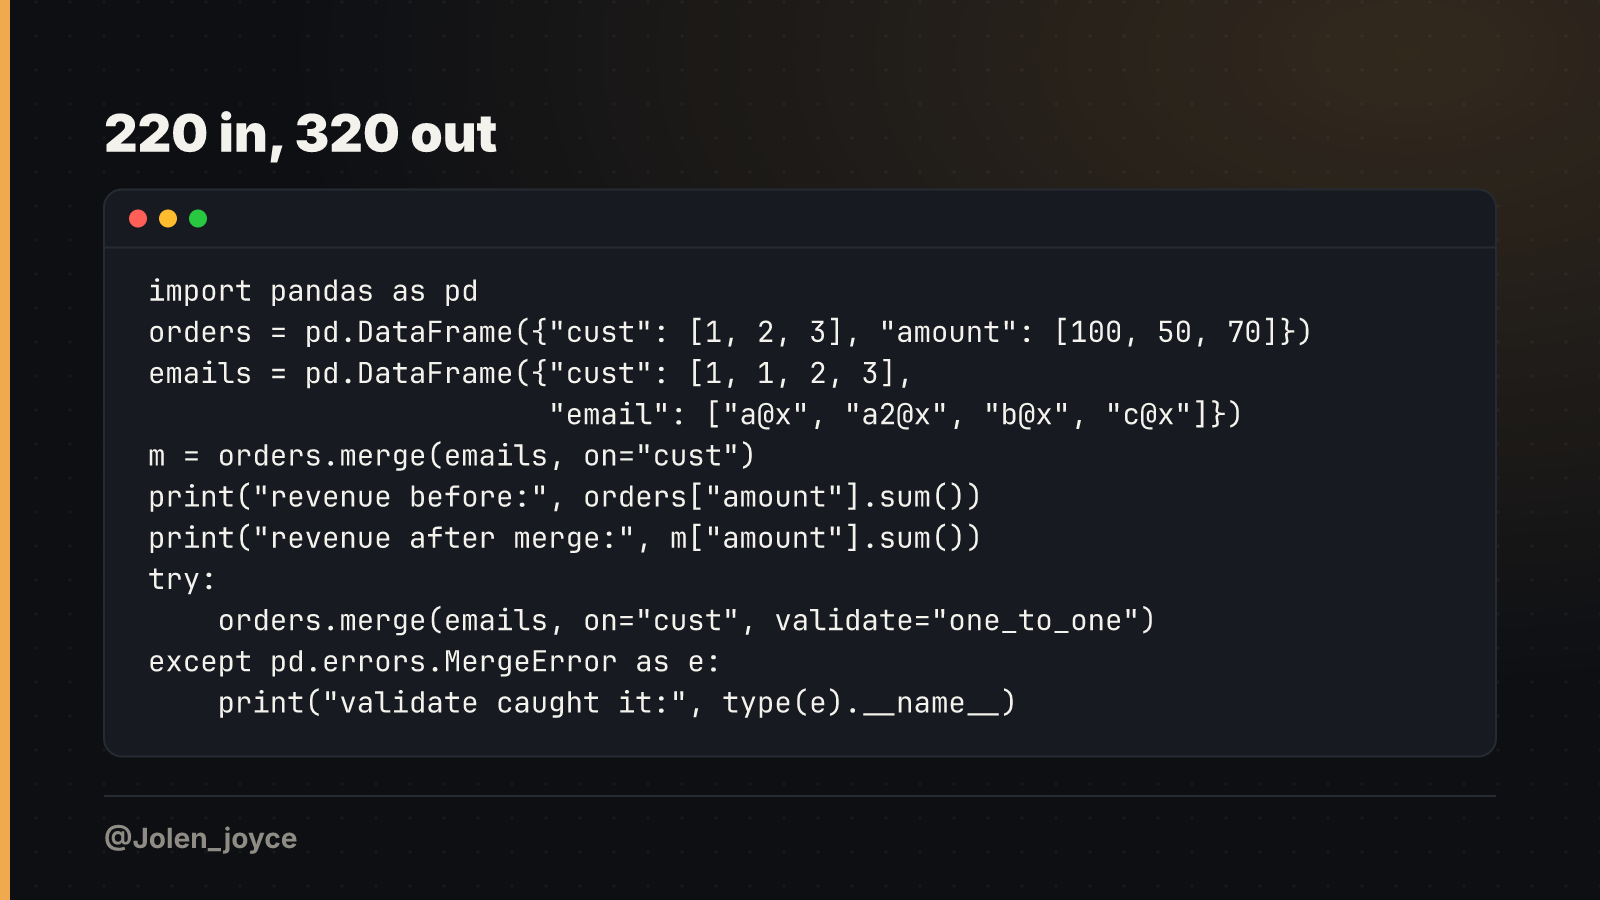 220 in, 320 out
import pandas as pd
orders = pd.DataFrame({"cust": [1, 2, 3], "amount": [100, 50, 70]})
emails = pd.DataFrame({"cust": [1, 1, 2, 3],
                       "email": ["a@x", "a2@x", "b@x", "c@x"]})
m = orders.merge(emails, on="cust")
print("revenue before:", orders["amount"].sum())
print("revenue after merge:", m["amount"].sum())
try:
    orders.merge(emails, on="cust", validate="one_to_one")
except pd.errors.MergeError as e:
    print("validate caught it:", type(e).__name__)
@Jolen_joyce